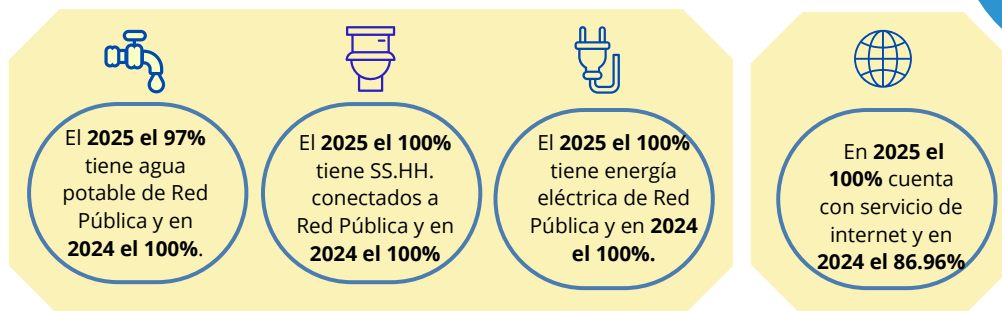 El 2025 el 97%
tiene agua
potable de Red
Pública y en
2024 el 100%.
El 2025 el 100%
tiene SS.HH.
conectados a
Red Pública y en
2024 el 100%
El 2025 el 100%
tiene energía
eléctrica de Red
Pública y en 2024
el 100%.
En 2025 el
100% cuenta
con servicio de
internet y en
2024 el 86.96%